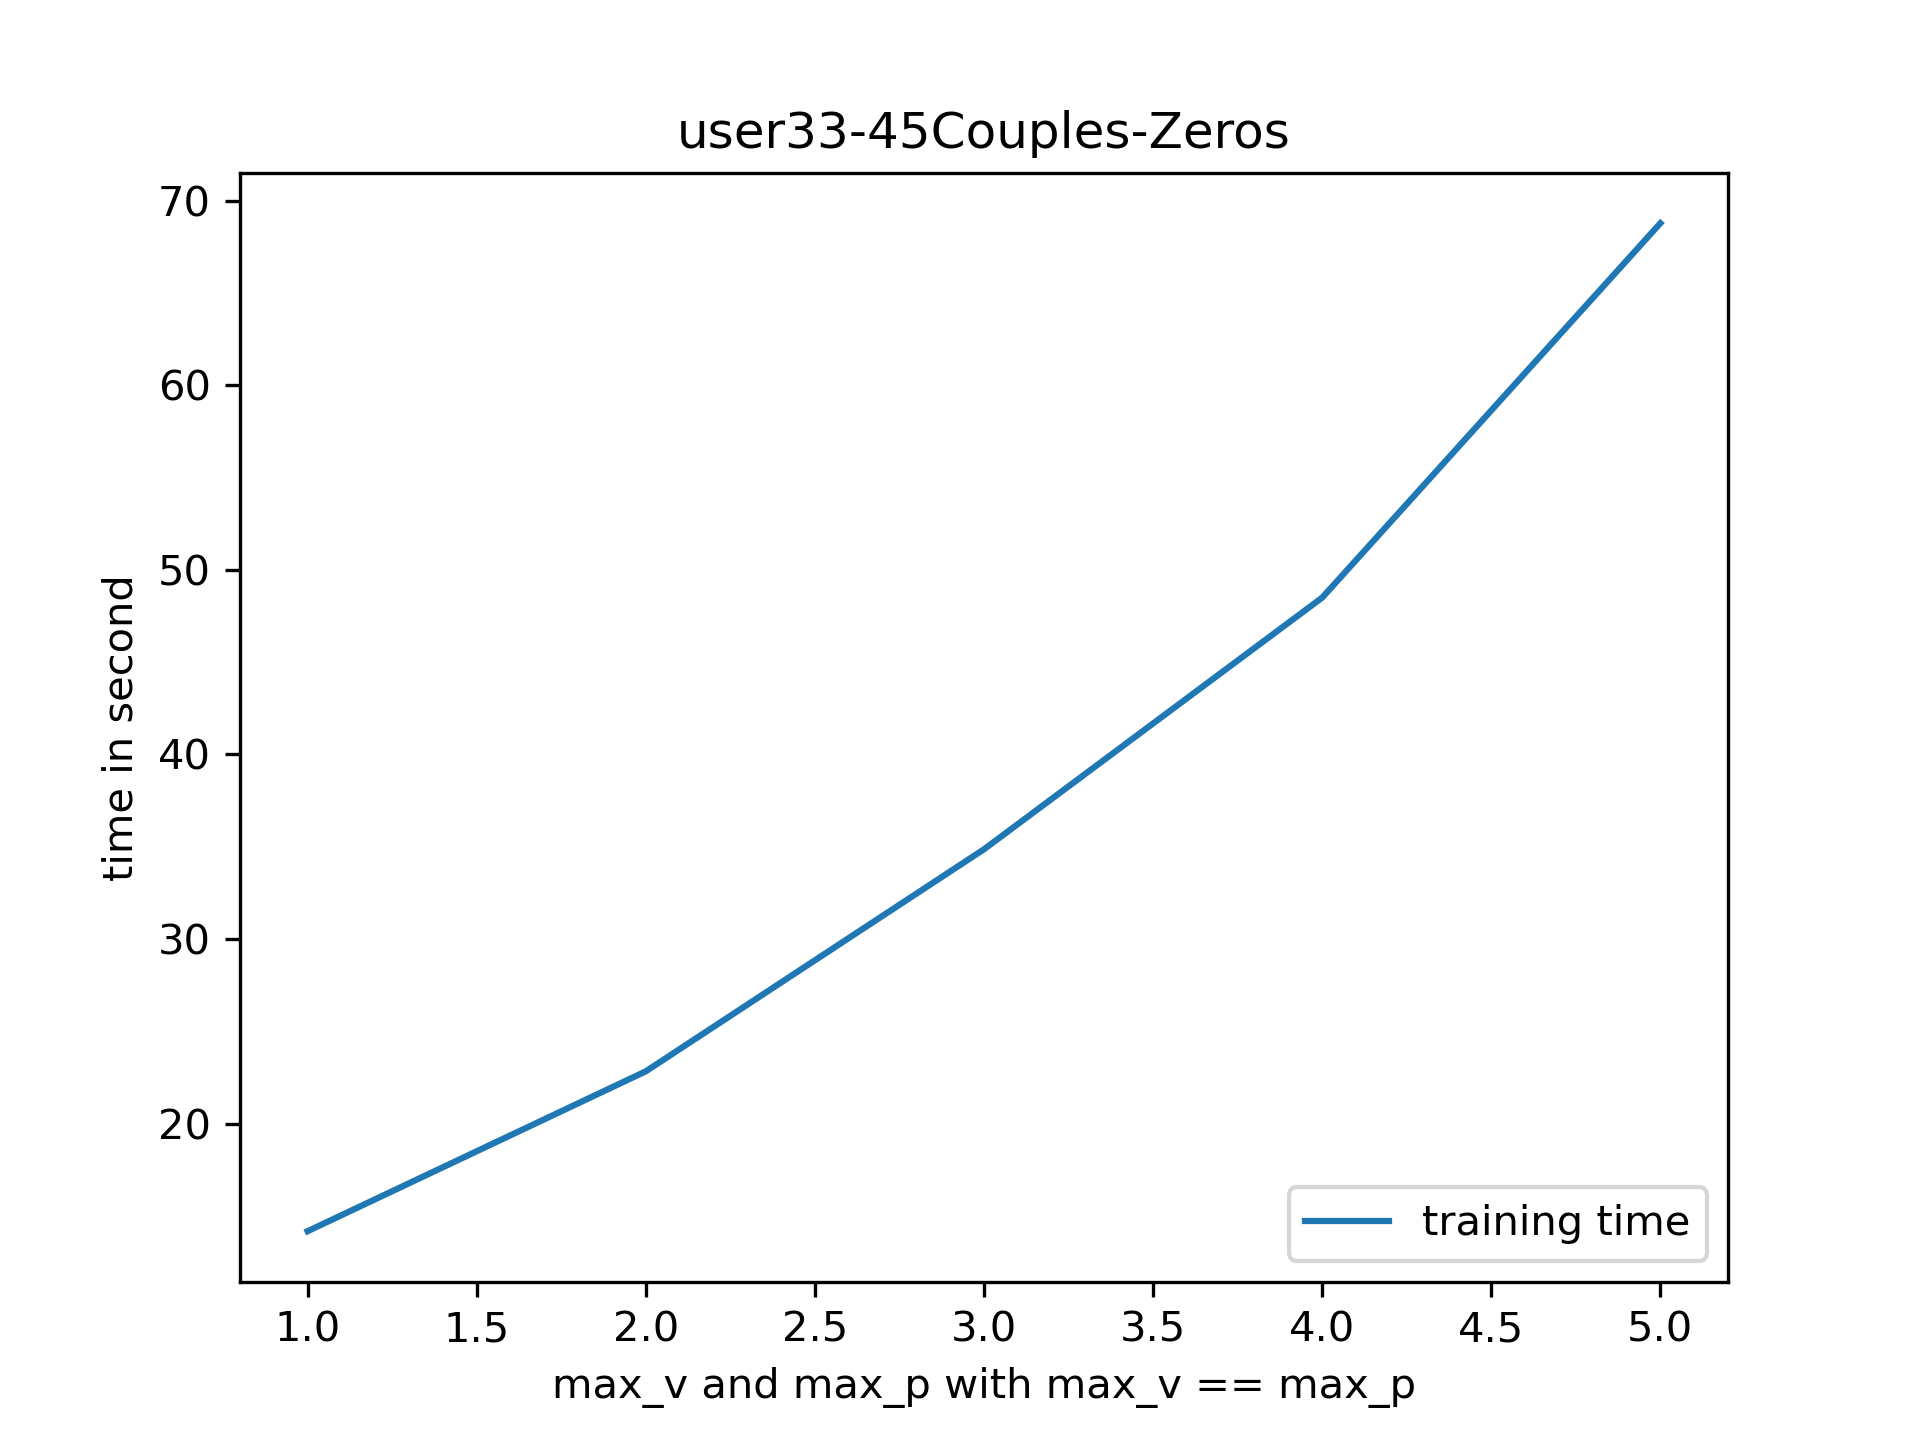 user33-45Couples-Zeros
70
60
50
40
30
20
time in second
training time
1.0 1.5 2.0 2.5 3.0 3.5 4.0 4.5 5.0
max_v and max_p with max_v == max_p